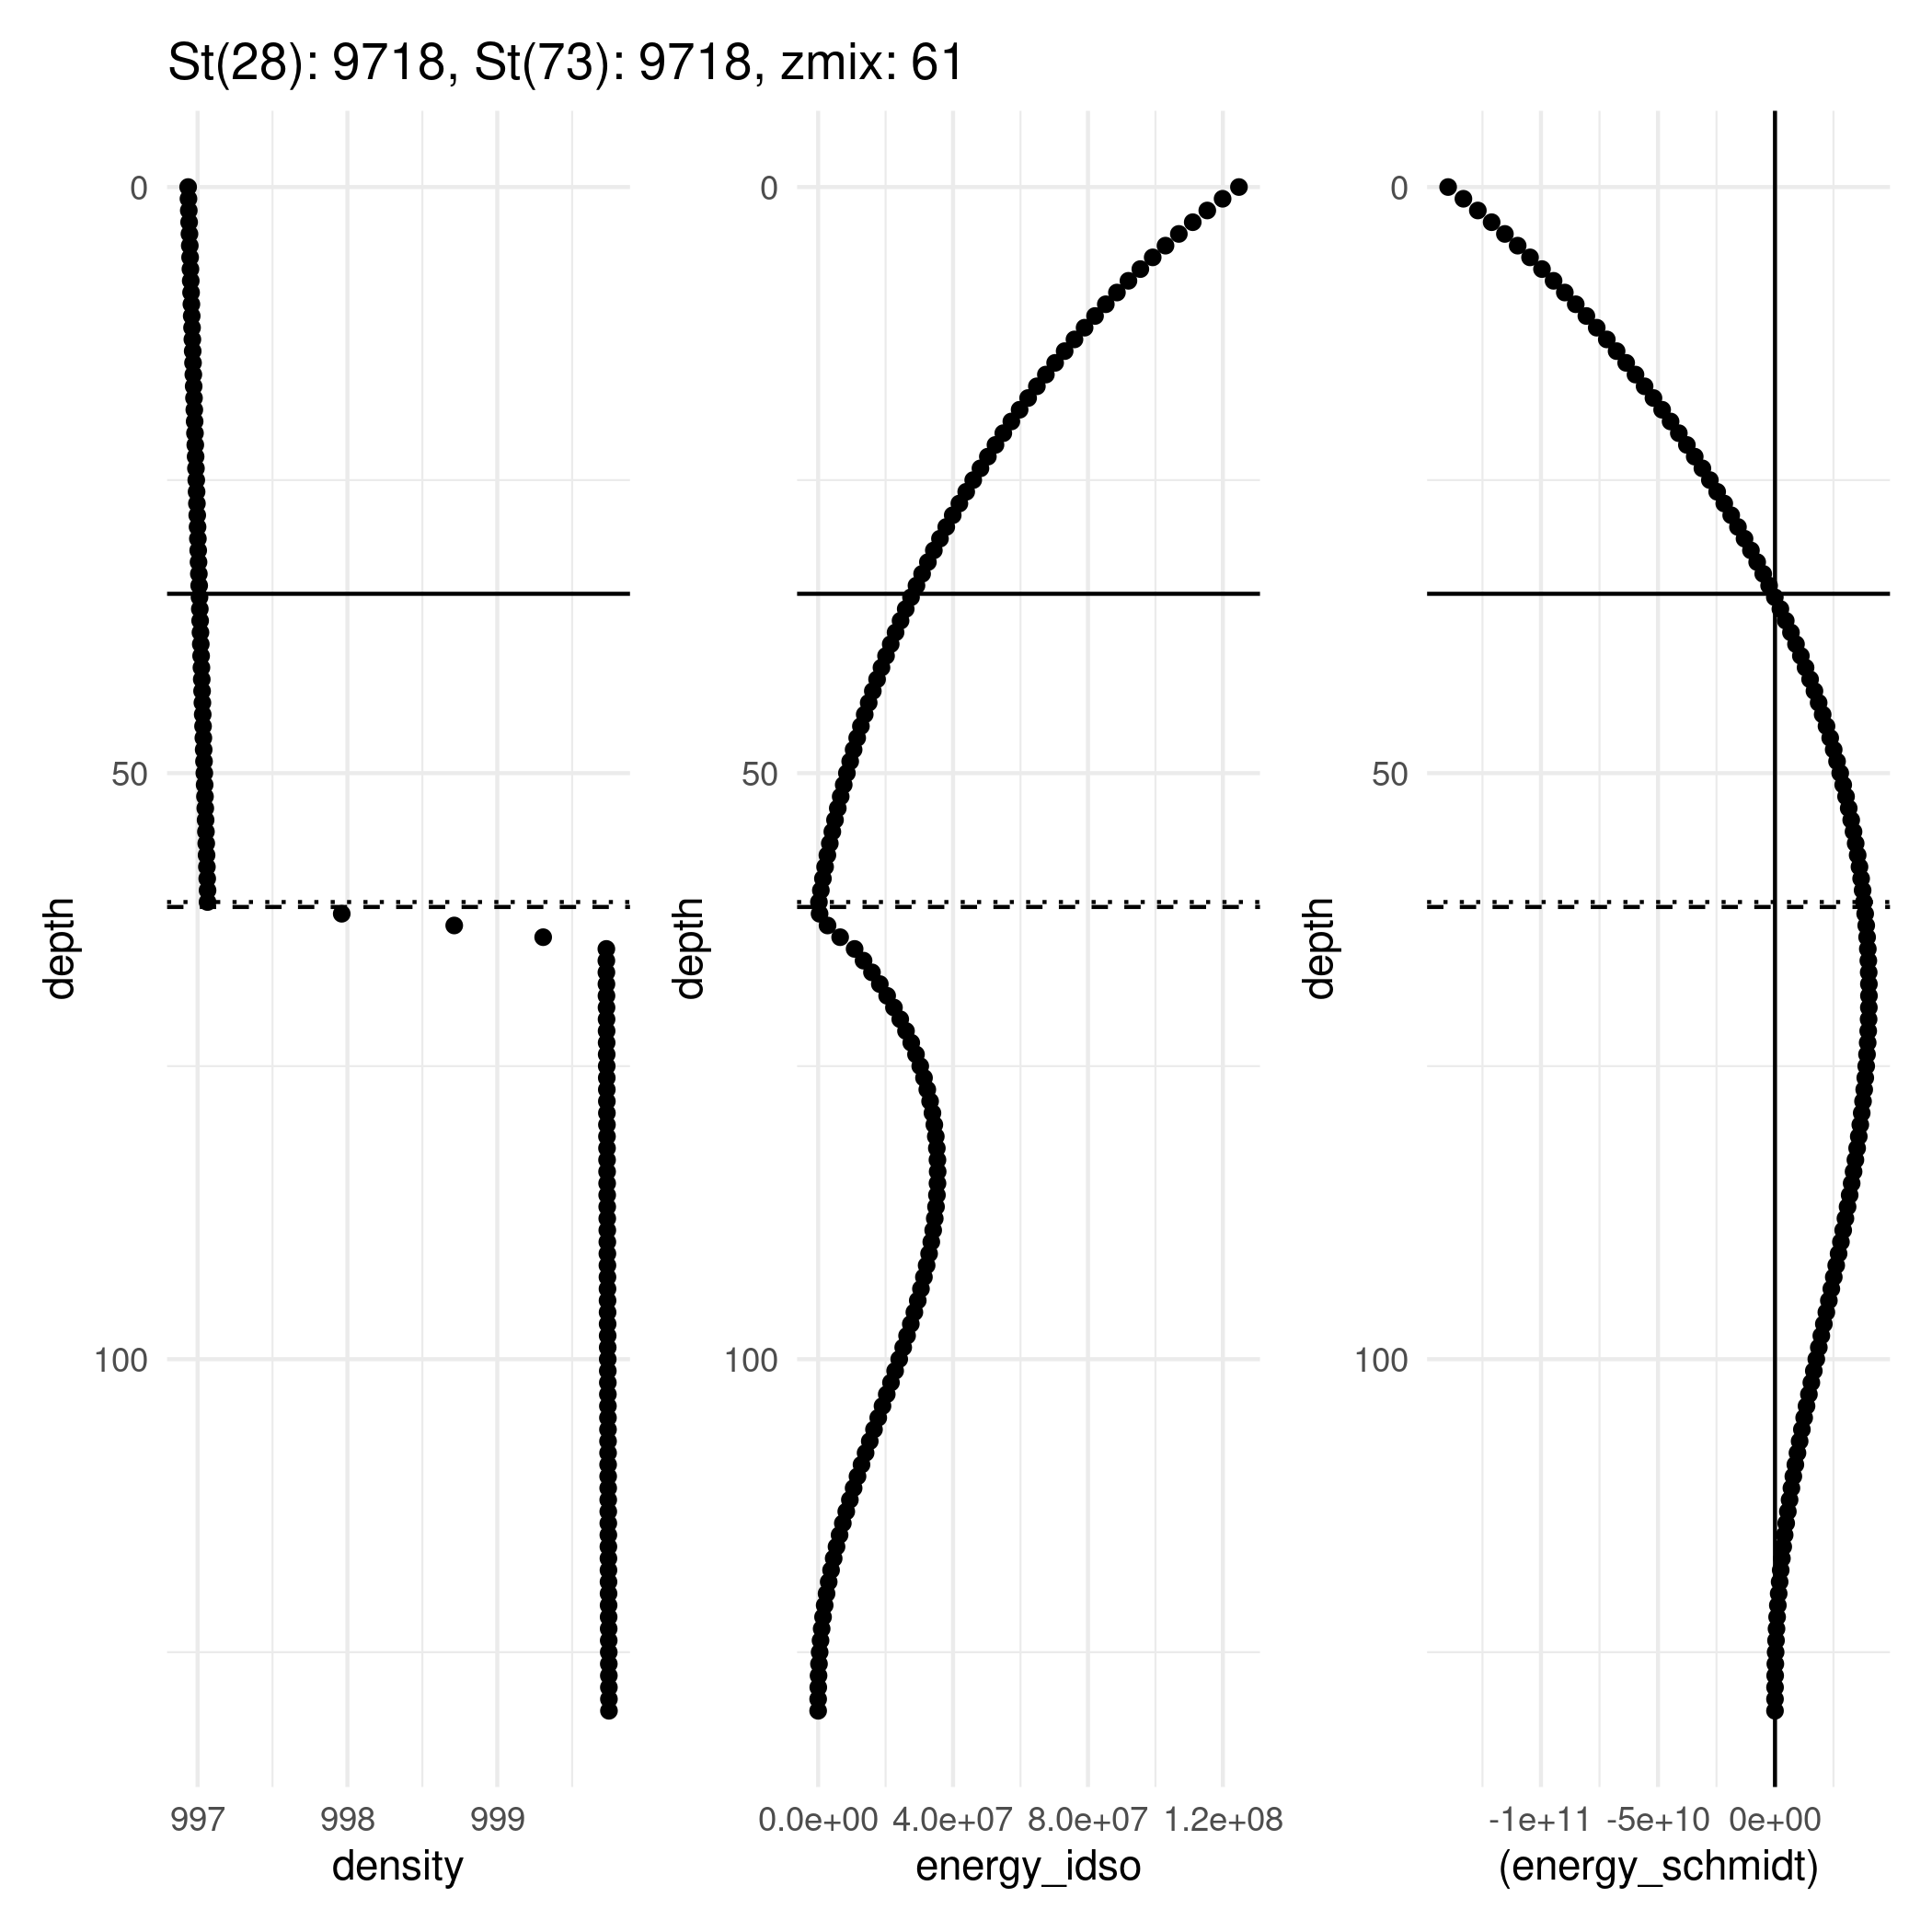 St(28): 9718, St(73): 9718, zmix: 61
0
50
100
depth
997 998 999
density
0
50
100
depth
0.0e+00 4.0e+07 8.0e+07 1.2e+08
energy_idso
0
50
100
depth
-1e+11 -5e+10 0e+00
(energy_schmidt)